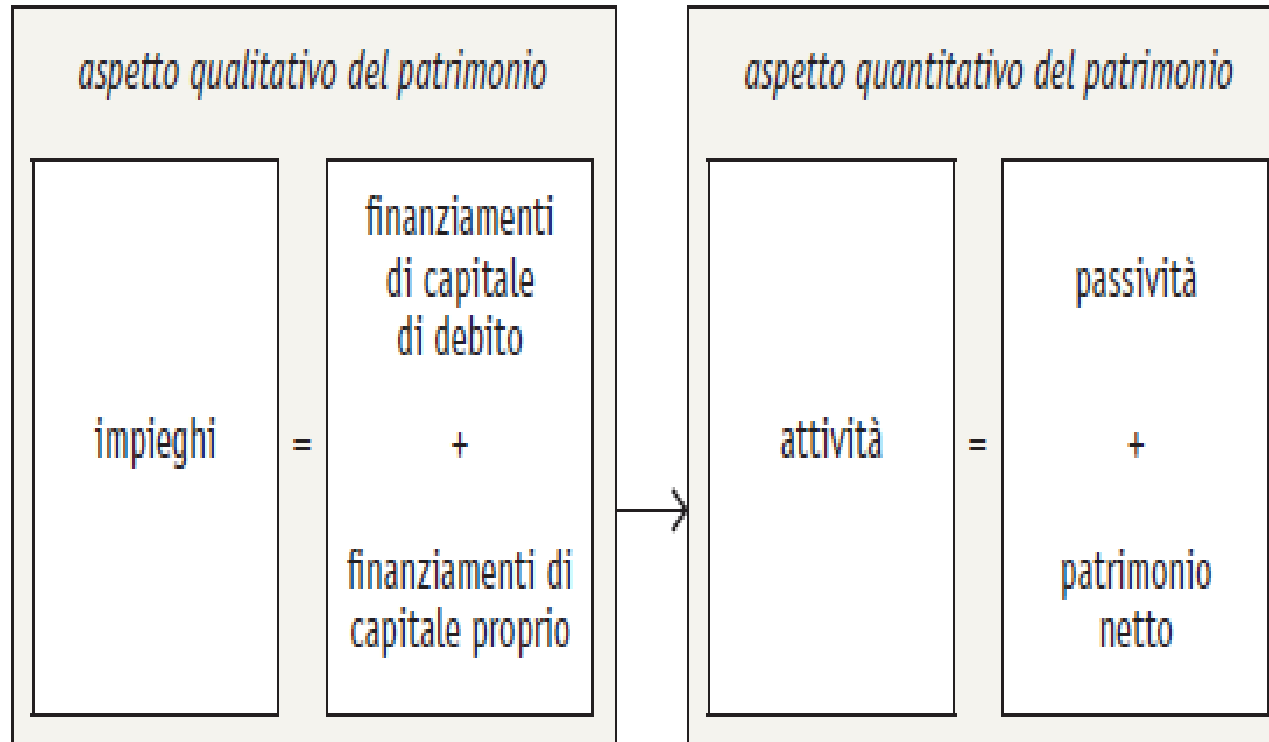 aspetto qualitativo del patrimonio
impieghi
=
finanziamenti
di capitale
di debito
+
finanziamenti di
capitale proprio
aspetto quantitativo del patrimonio
attività
=
passività
+
patrimonio
netto